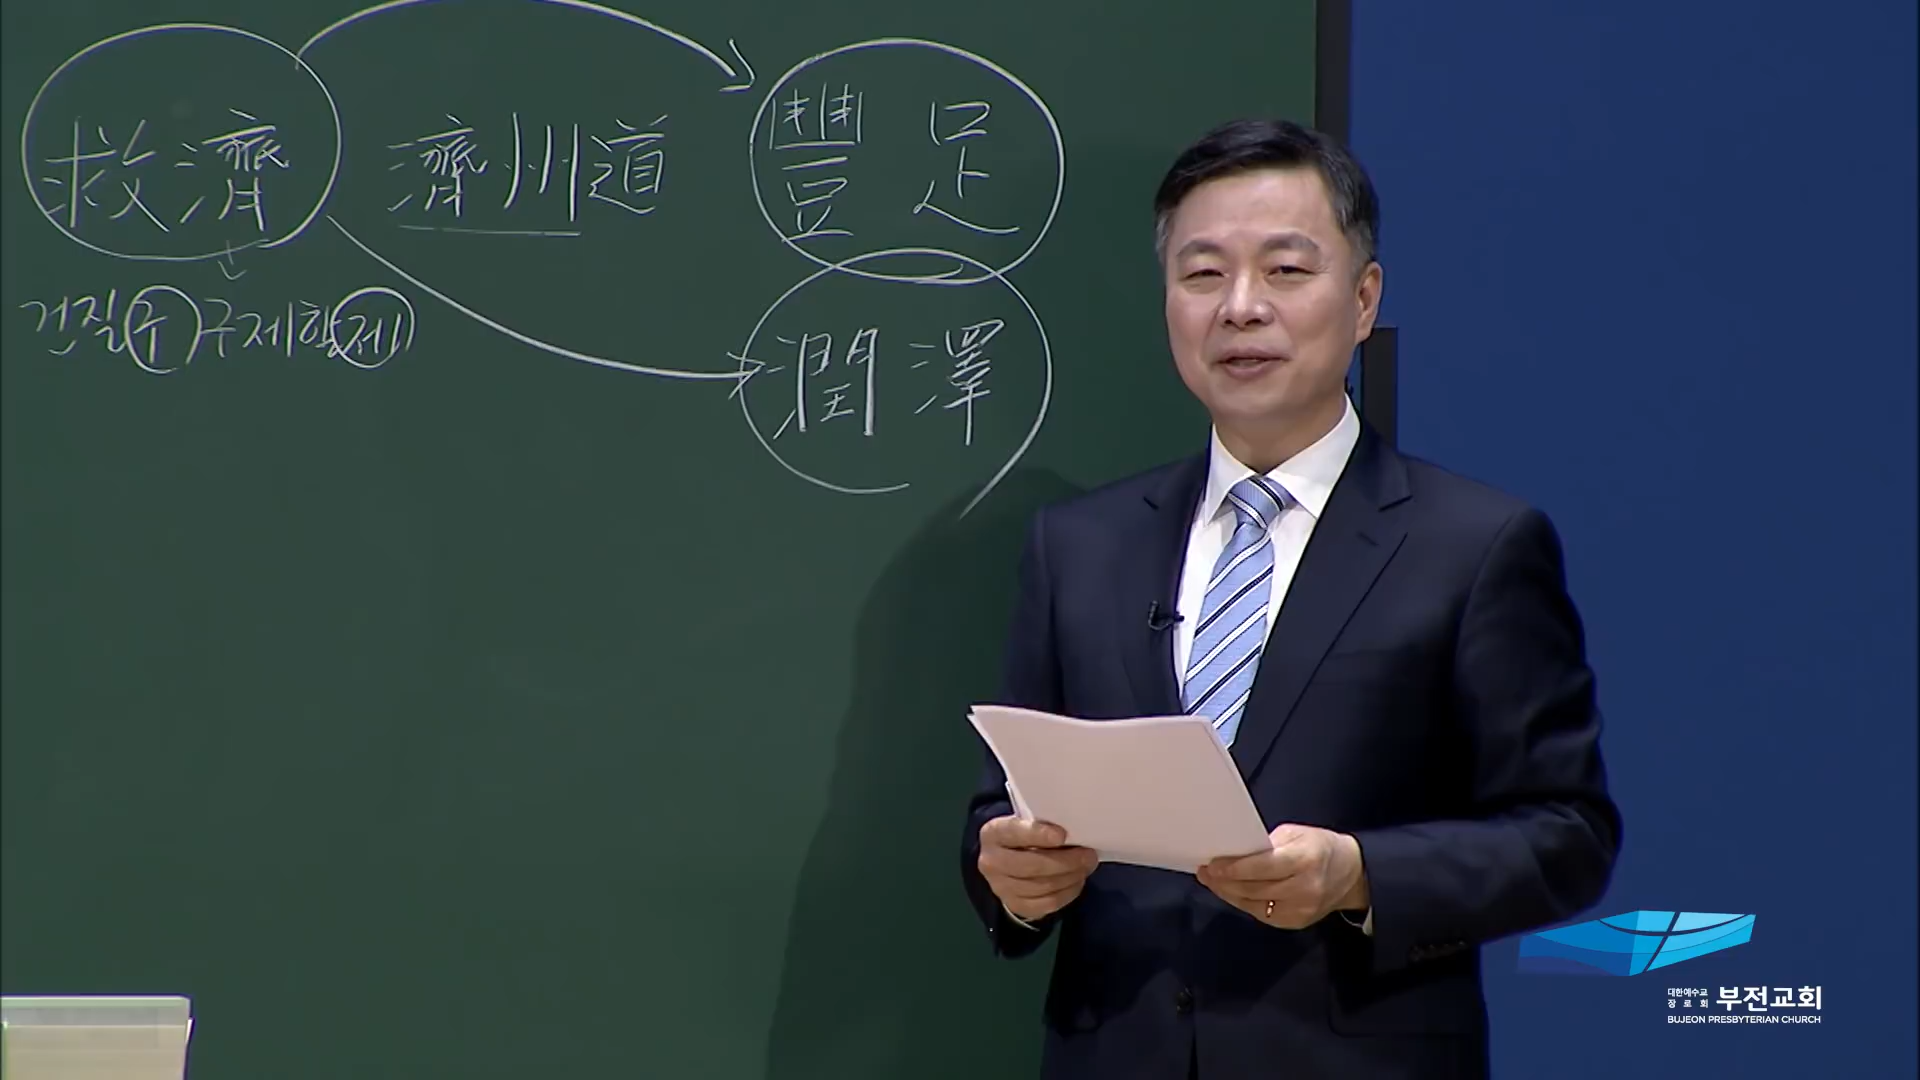 救濟 濟州道 豐足
건질구 구제할제
潤澤
대한예수교
장로회 부전교회
BUJEON PRESBYTERIAN CHURCH